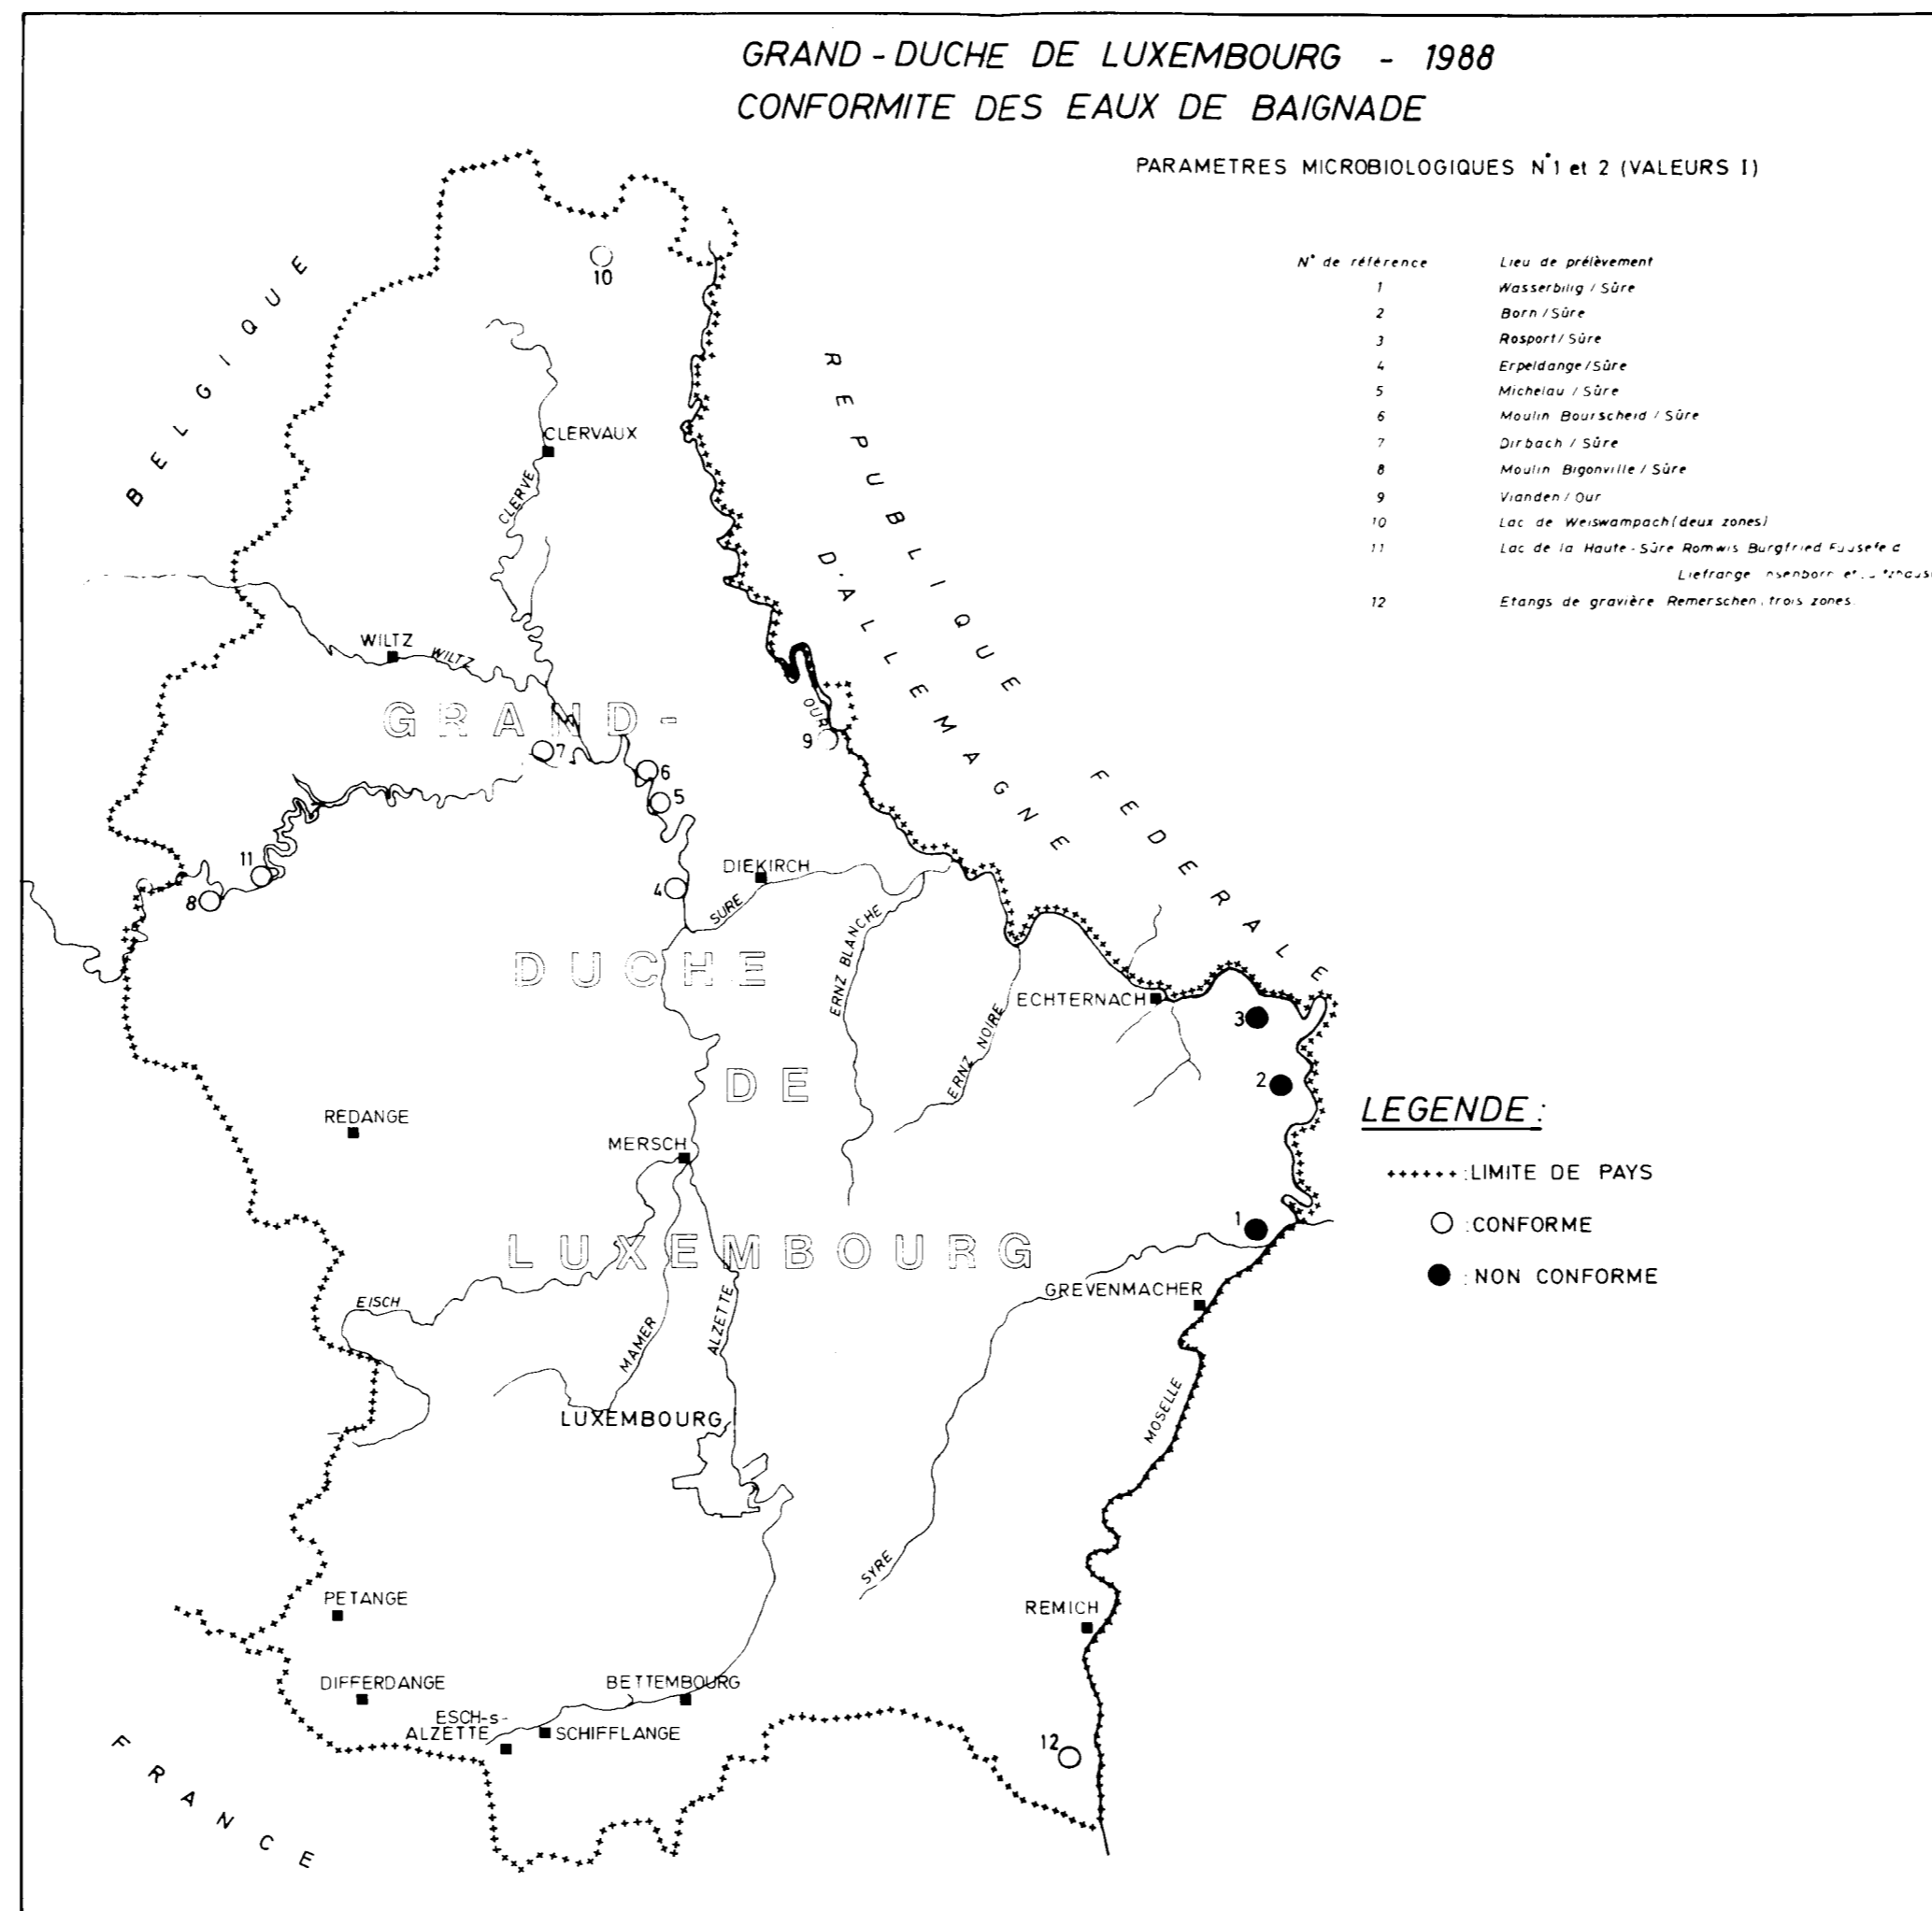 GRAND - DUCHE DE LUXEMBOURG - 1988
CONFORMITE DES EAUX DE BAIGNADE
PARAMETRES MICROBIOLOGIQUES N°1 et 2 (VALEURS I)
N° de référence Lieu de prélèvement
1 Wasserbilig / Sûre
2 Born / Sûre
3 Rosport / Sûre
4 Erpeldange / Sûre
5 Michelau / Sûre
6 Moulin Bourscheid / Sûre
7 Dirbach / Sûre
8 Moulin Bigonville / Sûre
9 Vianden / Our
10 Lac de Weiswampach (deux zones)
11 Lac de la Haute-Sûre Romwis Burgfried
Liefrange
12 Etangs de gravière Remerschen, trois zones.
BELGIQUE
REPUBLIQUE FEDERALE
D'ALLEMAGNE
FRANCE
GRAND-
DUCHE
DE
LUXEMBOURG
10
CLERVAUX
CLERVE
WILTZ
WILTZ
OUR
9
7
6
5
11
8
4
DIEKIRCH
SURE
ERNZ BLANCHE
ERNZ NOIRE
ECHTERNACH
3
2
1
REDANGE
MERSCH
EISCH
MAMER
ALZETTE
GREVENMACHER
MOSELLE
LUXEMBOURG
SYRE
PETANGE
REMICH
DIFFERDANGE
BETTEMBOURG
ESCH-s-
ALZETTE
SCHIFFLANGE
12
LEGENDE :
++++++ : LIMITE DE PAYS
: CONFORME
: NON CONFORME